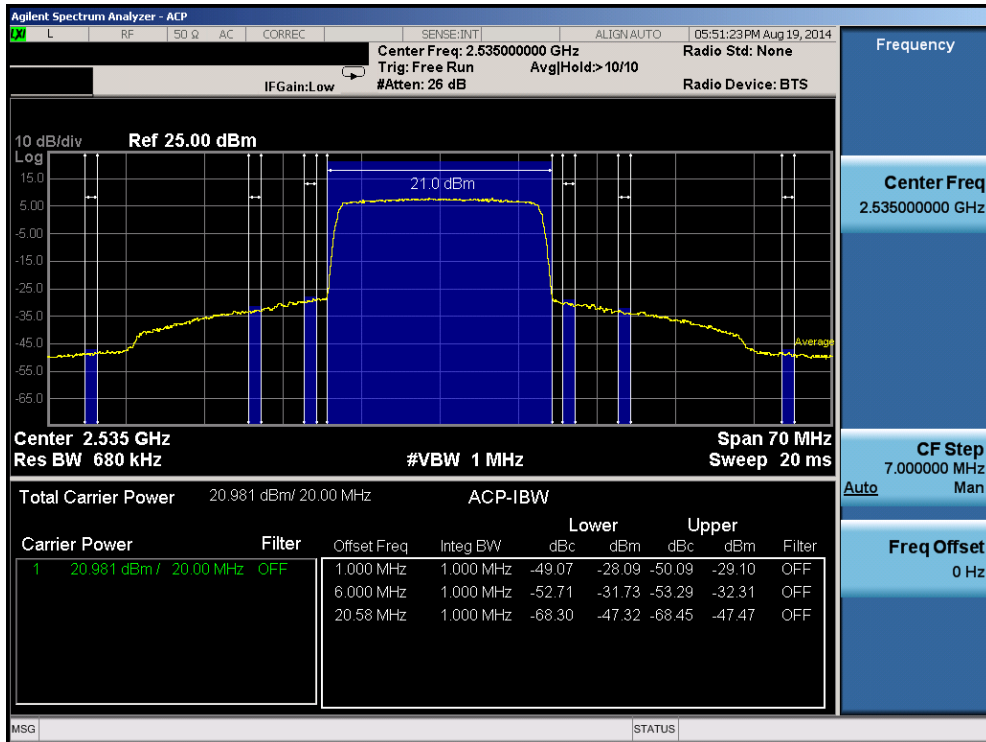 Agilent Spectrum Analyzer - ACP
LXI L RF 50 Ω AC CORREC SENSE:INT ALIGN AUTO 05:51:23 PM Aug 19, 2014
Center Freq: 2.535000000 GHz Radio Std: None
Trig: Free Run Avg|Hold:> 10/10
IFGain:Low #Atten: 26 dB Radio Device: BTS
10 dB/div Ref 25.00 dBm
Log
15.0
5.00
-5.00
-15.0
-25.0
-35.0
-45.0
-55.0
-65.0
21.0 dBm
Average
Center 2.535 GHz Span 70 MHz
Res BW 680 kHz #VBW 1 MHz Sweep 20 ms
Total Carrier Power 20.981 dBm/ 20.00 MHz ACP-IBW
Lower Upper
Carrier Power Filter Offset Freq Integ BW dBc dBm dBc dBm Filter
1 20.981 dBm / 20.00 MHz OFF 1.000 MHz 1.000 MHz -49.07 -28.09 -50.09 -29.10 OFF
6.000 MHz 1.000 MHz -52.71 -31.73 -53.29 -32.31 OFF
20.58 MHz 1.000 MHz -68.30 -47.32 -68.45 -47.47 OFF
MSG STATUS
Frequency
Center Freq
2.535000000 GHz
CF Step
7.000000 MHz
Auto Man
Freq Offset
0 Hz